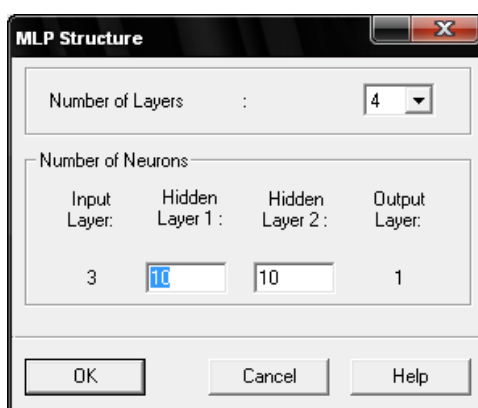 MLP Structure
Number of Layers : 4
Number of Neurons
Input Layer: Hidden Layer 1 : Hidden Layer 2 : Output Layer:
3 10 10 1
OK Cancel Help